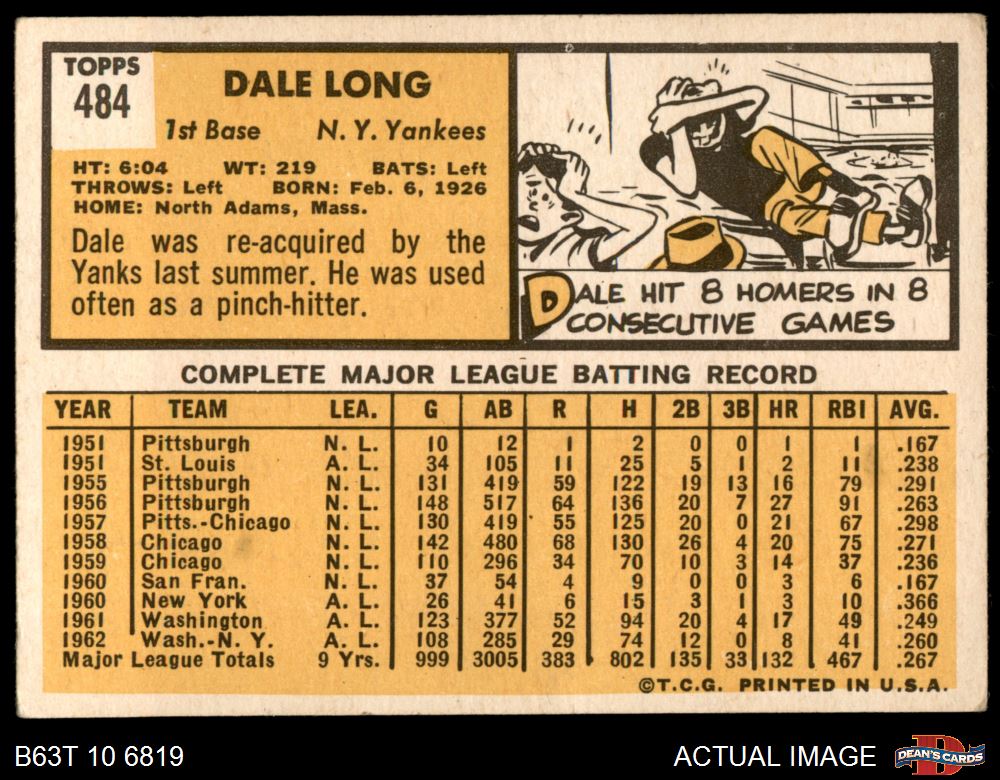 TOPPS
484
DALE LONG
1st Base N. Y. Yankees
HT: 6:04 WT: 219 BATS: Left
THROWS: Left BORN: Feb. 6, 1926
HOME: North Adams, Mass.
Dale was re-acquired by the
Yanks last summer. He was used
often as a pinch-hitter.
DALE HIT 8 HOMERS IN 8
CONSECUTIVE GAMES
COMPLETE MAJOR LEAGUE BATTING RECORD
YEAR TEAM LEA. G AB R H 2B 3B HR RBI AVG.
1951 Pittsburgh N. L. 10 12 1 2 0 0 1 1 .167
1951 St. Louis A. L. 34 105 11 25 5 1 2 11 .238
1955 Pittsburgh N. L. 131 419 59 122 19 13 16 79 .291
1956 Pittsburgh N. L. 148 517 64 136 20 7 27 91 .263
1957 Pitts.-Chicago N. L. 130 419 55 125 20 0 21 67 .298
1958 Chicago N. L. 142 480 68 130 26 4 20 75 .271
1959 Chicago N. L. 110 296 34 70 10 3 14 37 .236
1960 San Fran. N. L. 37 54 4 9 0 0 3 6 .167
1960 New York A. L. 26 41 6 15 3 1 3 10 .366
1961 Washington A. L. 123 377 52 94 20 4 17 49 .249
1962 Wash.-N. Y. A. L. 108 285 29 74 12 0 8 41 .260
Major League Totals 9 Yrs. 999 3005 383 802 135 33 132 467 .267
©T.C.G. PRINTED IN U.S.A.
B63T 10 6819 ACTUAL IMAGE DEAN'S CARDS